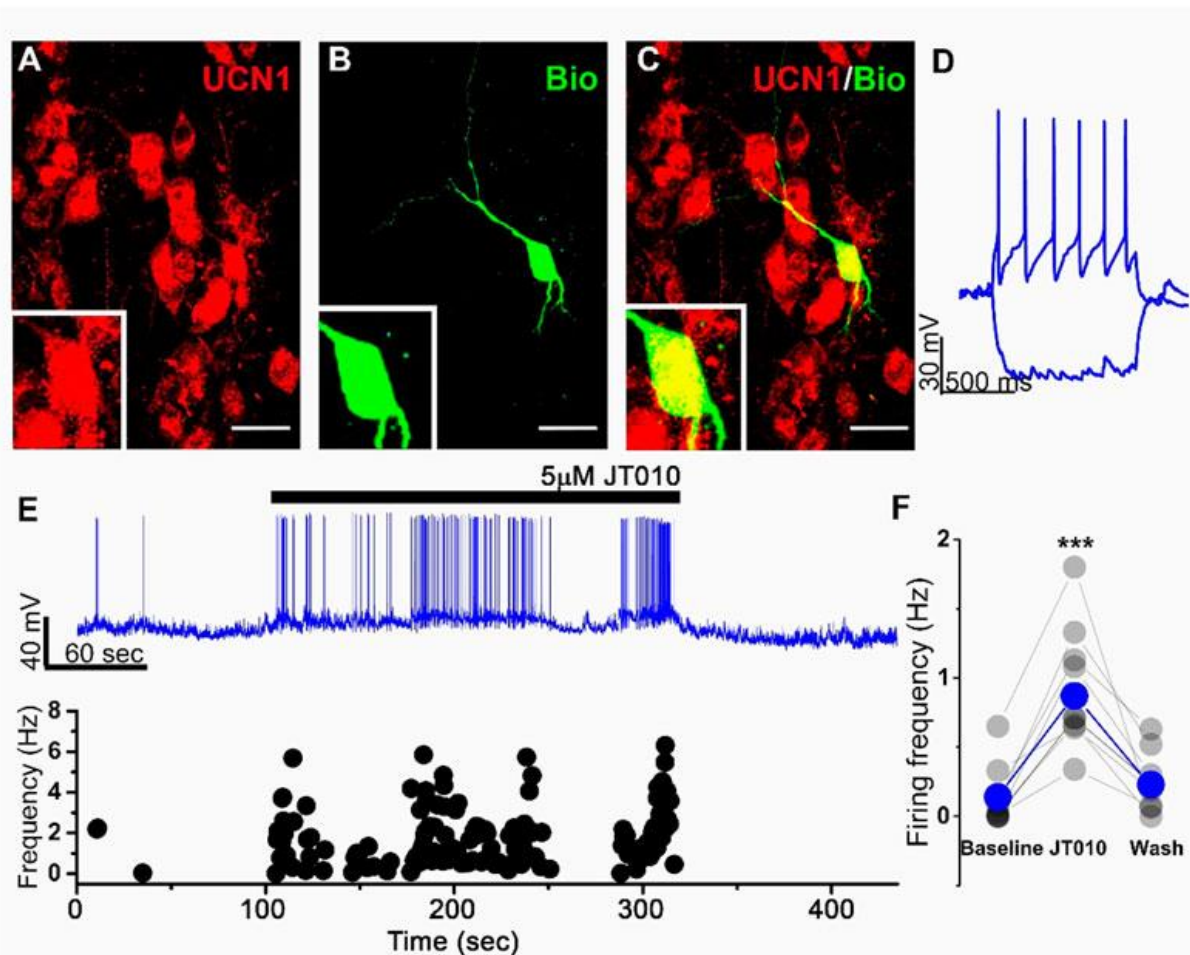 A
UCN1
B
Bio
C
UCN1/Bio
D
30 mV
500 ms
5µM JT010
E
40 mV
60 sec
Frequency (Hz)
8
6
4
2
0
0
100
200
300
400
Time (sec)
F
***
Firing frequency (Hz)
2
1
0
Baseline JT010 Wash